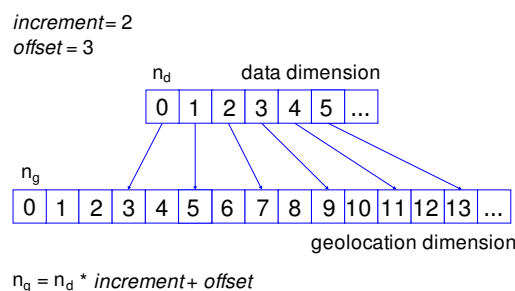 increment = 2
offset = 3
n_d data dimension
0 1 2 3 4 5 ...
n_g
0 1 2 3 4 5 6 7 8 9 10 11 12 13 ...
geolocation dimension
n_g = n_d * increment + offset